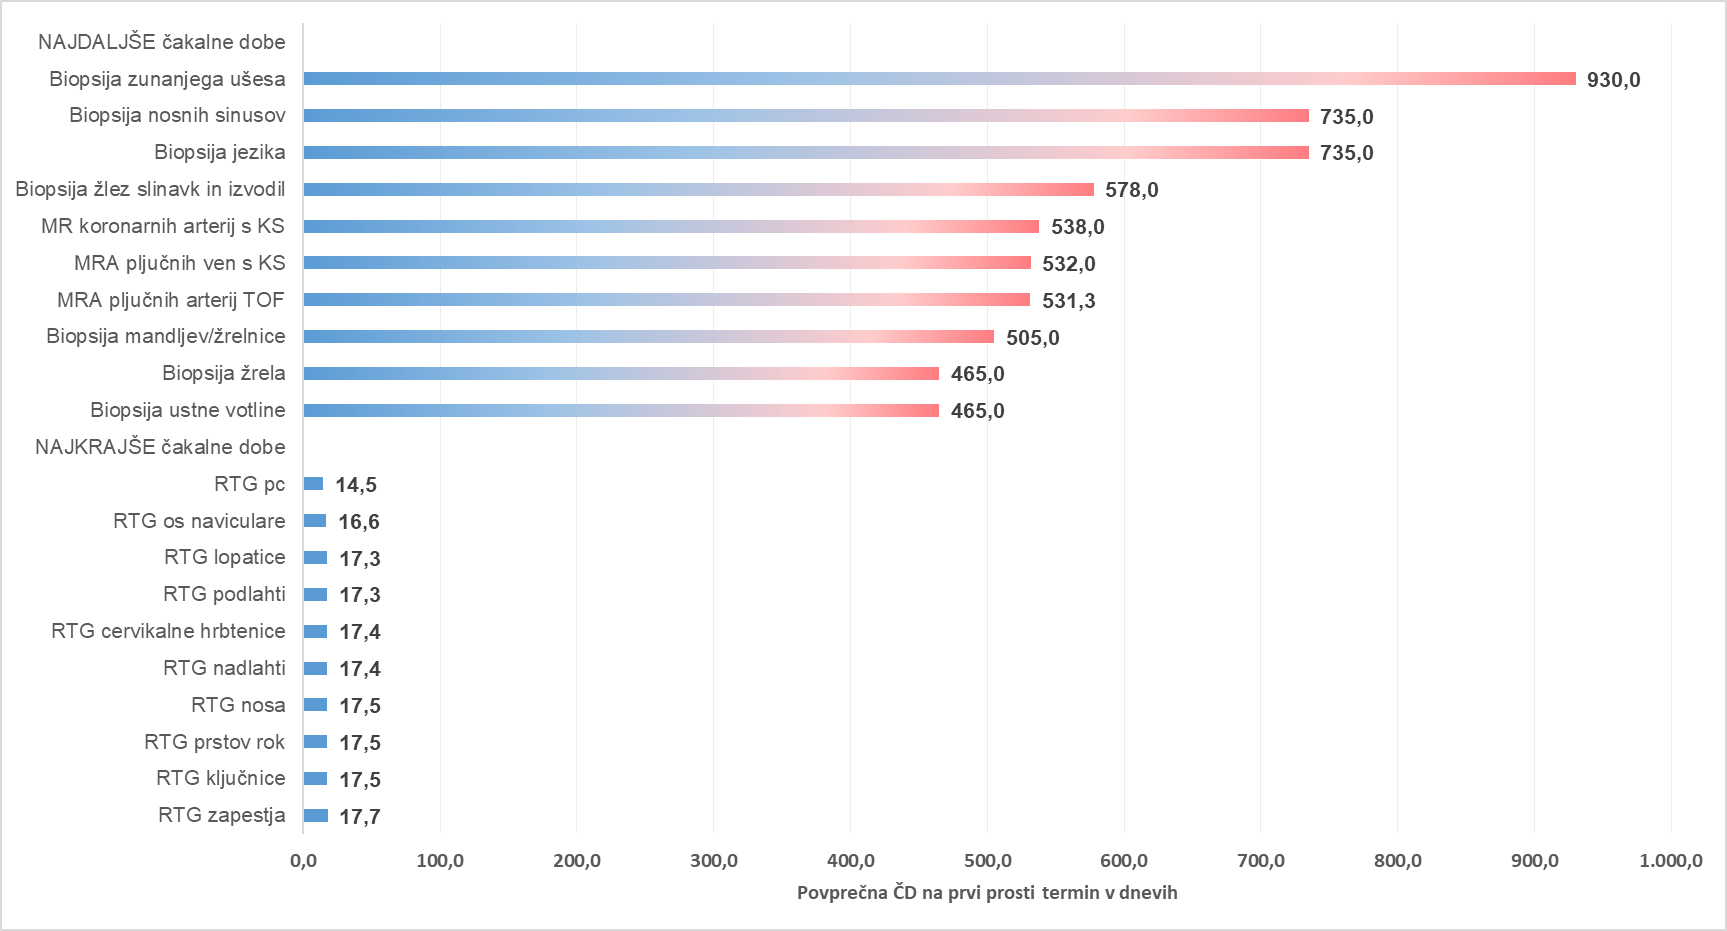 NAJDALJŠE čakalne dobe
Biopsija zunanjega ušesa 930,0
Biopsija nosnih sinusov 735,0
Biopsija jezika 735,0
Biopsija žlez slinavk in izvodil 578,0
MR koronarnih arterij s KS 538,0
MRA pljučnih ven s KS 532,0
MRA pljučnih arterij TOF 531,3
Biopsija mandljev/žrelnice 505,0
Biopsija žrela 465,0
Biopsija ustne votline 465,0
NAJKRAJŠE čakalne dobe
RTG pc 14,5
RTG os naviculare 16,6
RTG lopatice 17,3
RTG podlahti 17,3
RTG cervikalne hrbtenice 17,4
RTG nadlahti 17,4
RTG nosa 17,5
RTG prstov rok 17,5
RTG ključnice 17,5
RTG zapestja 17,7
0,0 100,0 200,0 300,0 400,0 500,0 600,0 700,0 800,0 900,0 1.000,0
Povprečna ČD na prvi prosti termin v dnevih